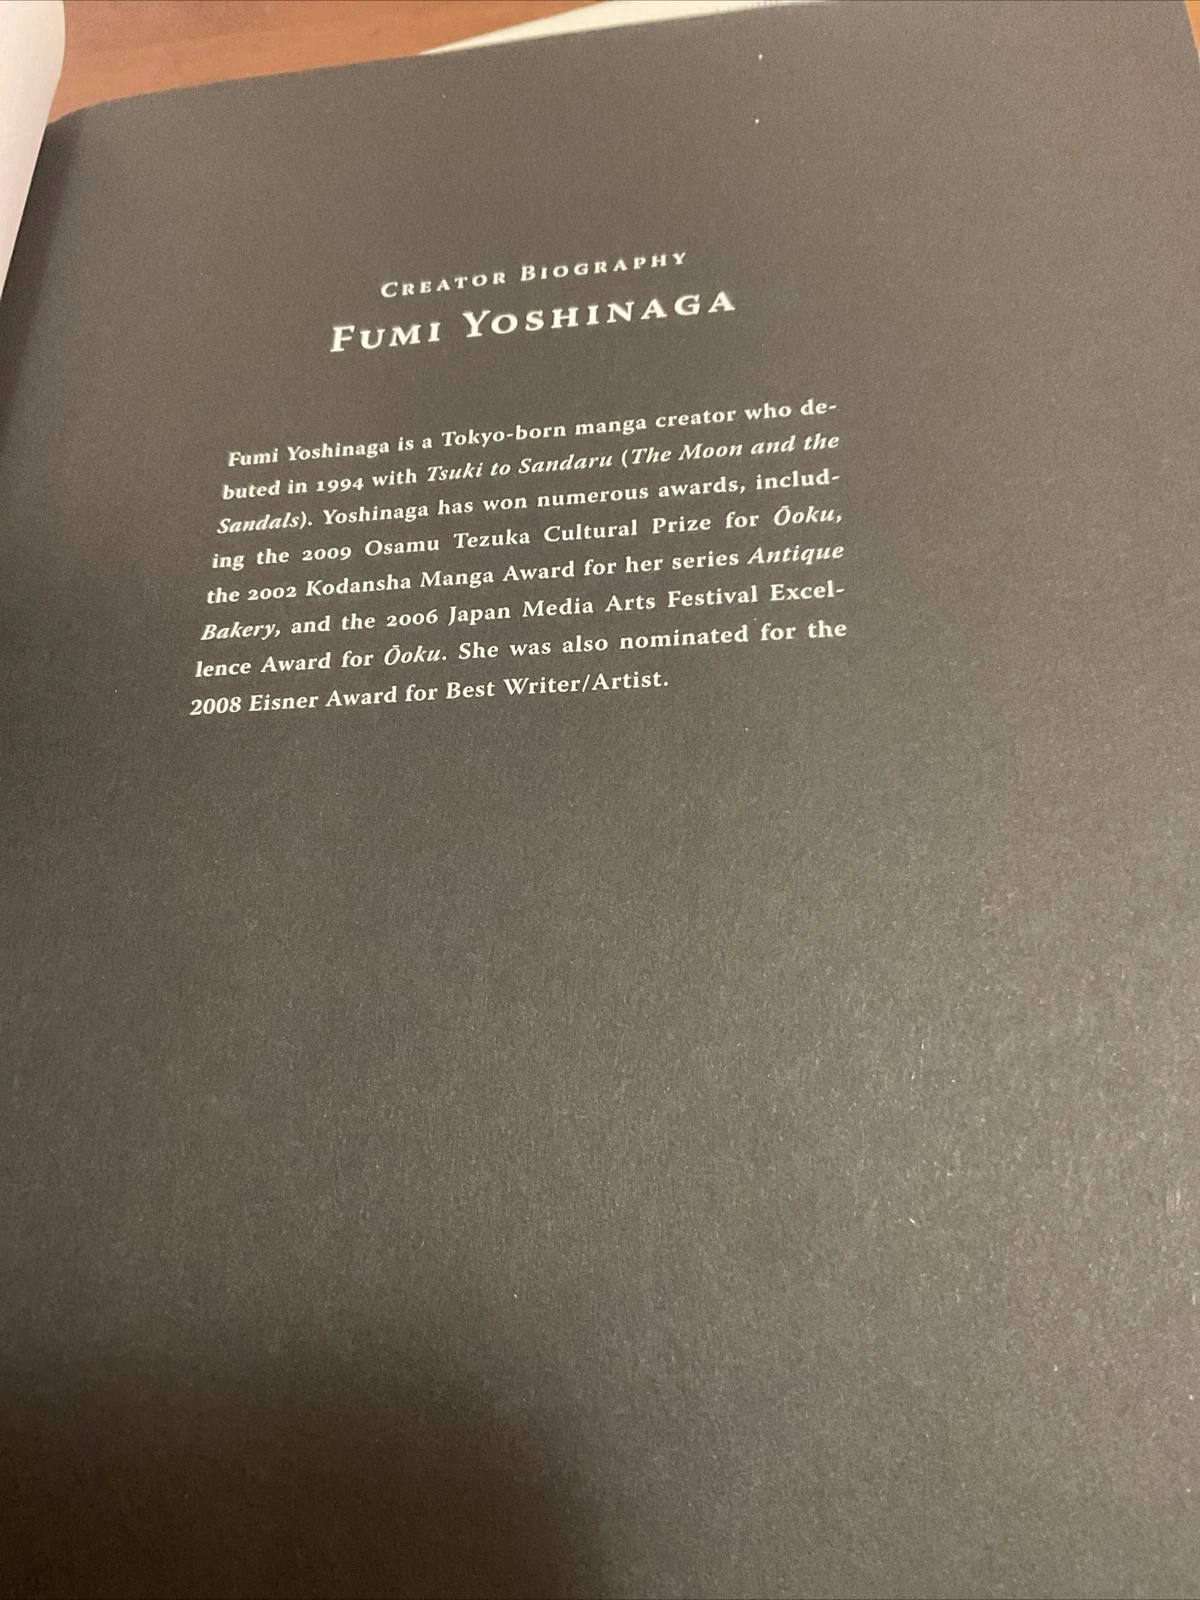 Creator Biography
Fumi Yoshinaga
Fumi Yoshinaga is a Tokyo-born manga creator who de-
buted in 1994 with Tsuki to Sandaru (The Moon and the
Sandals). Yoshinaga has won numerous awards, includ-
ing the 2009 Osamu Tezuka Cultural Prize for Ōoku,
the 2002 Kodansha Manga Award for her series Antique
Bakery, and the 2006 Japan Media Arts Festival Excel-
lence Award for Ōoku. She was also nominated for the
2008 Eisner Award for Best Writer/Artist.